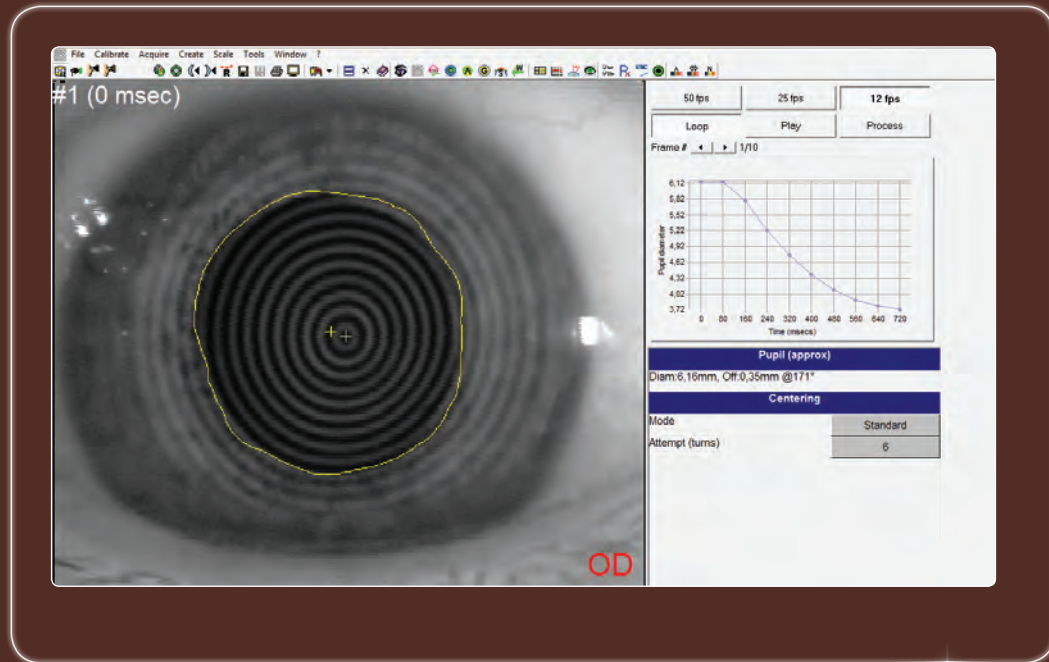 File Calibrate Acquire Create Scale Tools Window ?
#1 (0 msec)
50 fps 25 fps 12 fps
Loop Play Process
Frame # 1/10
6,12
5,82
5,52
5,22
4,92
4,62
4,32
4,02
3,72
Pupil diameter
0 80 160 240 320 400 480 560 640 720
Time (msecs)
Pupil (approx)
Diam:6,16mm, Off:0,35mm @171°
Centering
Mode Standard
Attempt (turns) 6
OD